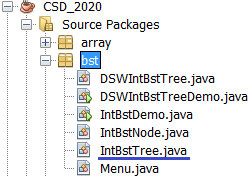 CSD_2020
Source Packages
array
bst
DSWIntBstTree.java
DSWIntBstTreeDemo.java
IntBstDemo.java
IntBstNode.java
IntBstTree.java
Menu.java